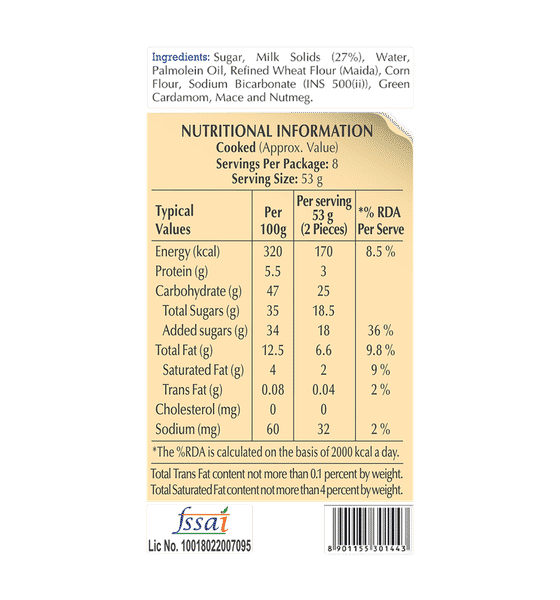 Ingredients: Sugar, Milk Solids (27%), Water,
Palmolein Oil, Refined Wheat Flour (Maida), Corn
Flour, Sodium Bicarbonate (INS 500(ii)), Green
Cardamom, Mace and Nutmeg.
NUTRITIONAL INFORMATION
Cooked (Approx. Value)
Servings Per Package: 8
Serving Size: 53 g
Typical Values Per 100g Per serving 53 g (2 Pieces) *% RDA Per Serve
Energy (kcal) 320 170 8.5 %
Protein (g) 5.5 3
Carbohydrate (g) 47 25
Total Sugars (g) 35 18.5
Added sugars (g) 34 18 36 %
Total Fat (g) 12.5 6.6 9.8 %
Saturated Fat (g) 4 2 9 %
Trans Fat (g) 0.08 0.04 2 %
Cholesterol (mg) 0 0
Sodium (mg) 60 32 2 %
*The %RDA is calculated on the basis of 2000 kcal a day.
Total Trans Fat content not more than 0.1 percent by weight.
Total Saturated Fat content not more than 4 percent by weight.
fssai
Lic No. 10018022007095
8 901155 301443